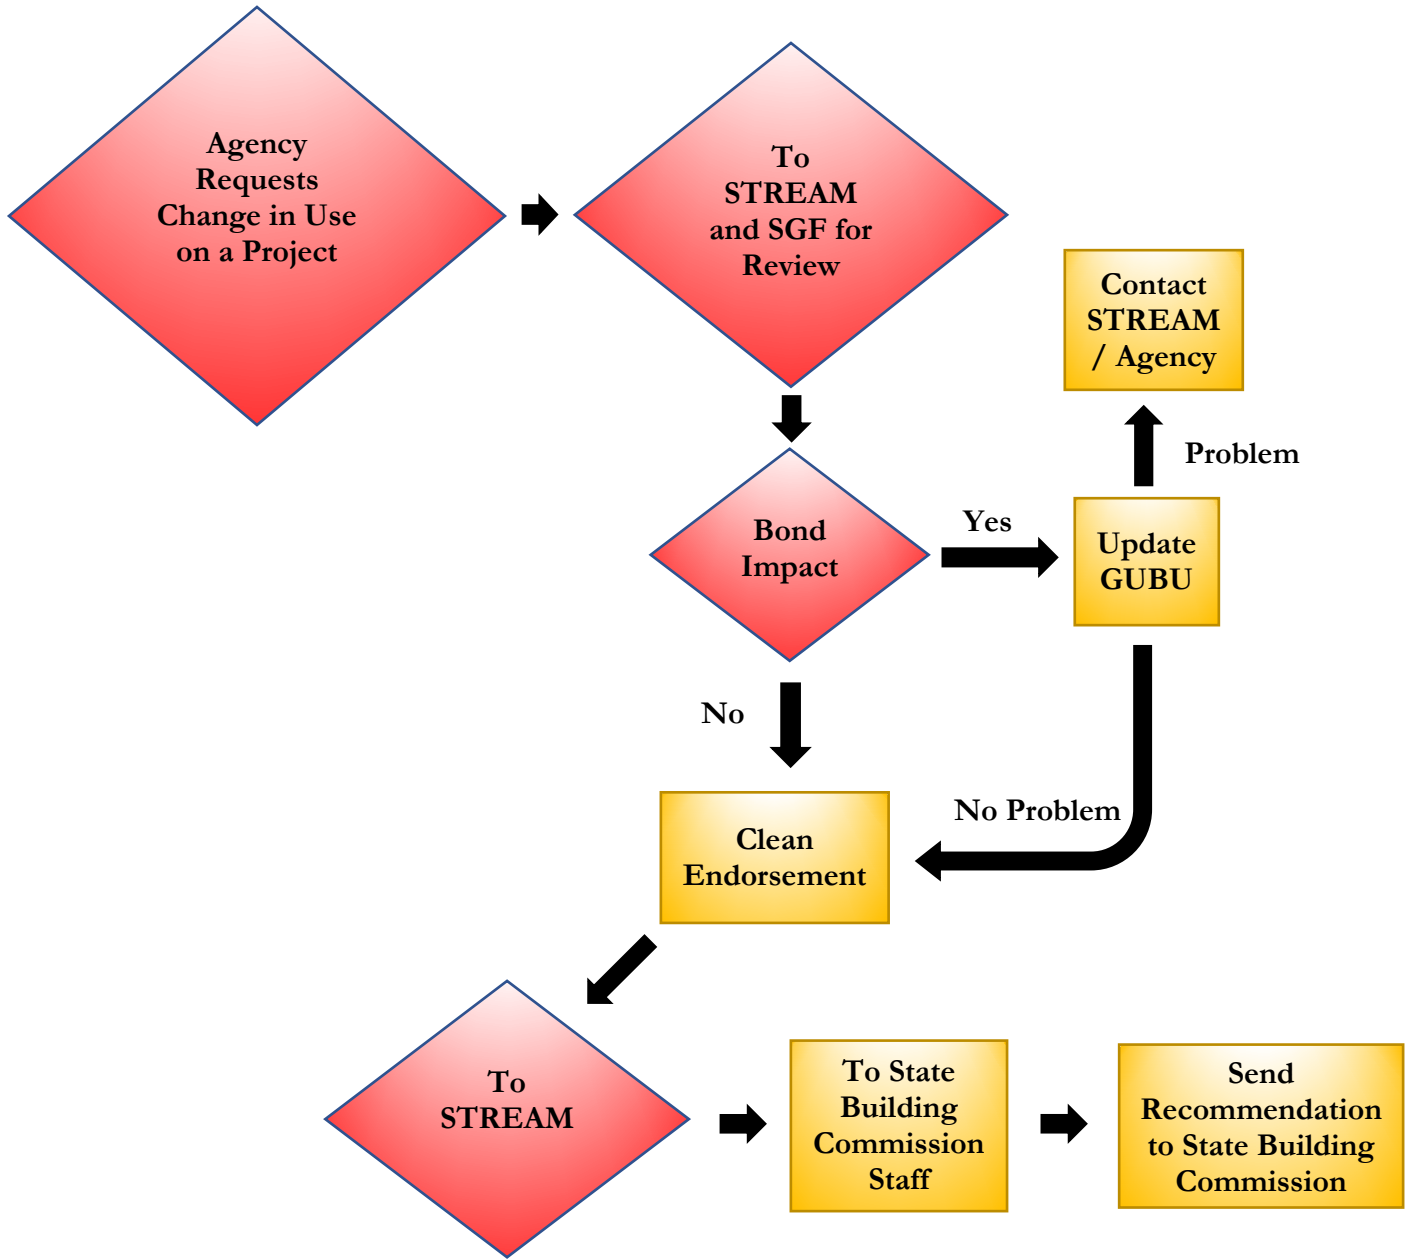 Agency
Requests
Change in Use
on a Project
To
STREAM
and SGF for
Review
Contact
STREAM
/ Agency
Problem
Bond
Impact
Yes
Update
GUBU
No
No Problem
Clean
Endorsement
To
STREAM
To State
Building
Commission
Staff
Send
Recommendation
to State Building
Commission